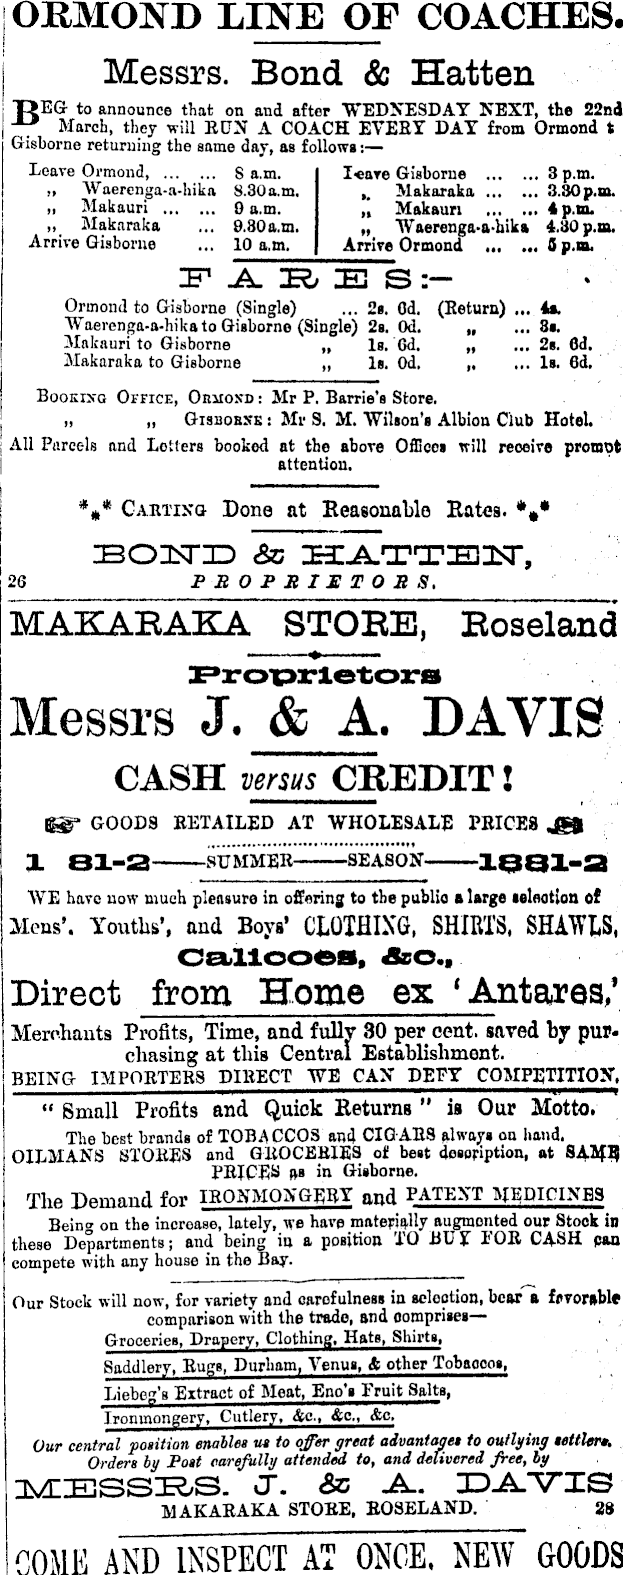 ORMOND LINE OF COACHES.
Messrs. Bond & Hatten
BEG to announce that on and after WEDNESDAY NEXT, the 22nd
March, they will RUN A COACH EVERY DAY from Ormond t
Gisborne returning the same day, as follows:—
Leave Ormond, ... ... 8 a.m.
„ Waerenga-a-hika 8.30a.m.
„ Makauri ... ... 9 a.m.
„ Makaraka ... 9.30a.m.
Arrive Gisborne ... 10 a.m.
Leave Gisborne ... ... 3 p.m.
„ Makaraka ... ... 3.30 p.m.
„ Makauri ... ... 4 p.m.
„ Waerenga-a-hika 4.30 p.m.
Arrive Ormond ... ... 5 p.m.
FARES:—
Ormond to Gisborne (Single) ... 2s. 6d. (Return) ... 4s.
Waerenga-a-hika to Gisborne (Single) 2s. 0d. „ ... 3s.
Makauri to Gisborne „ 1s. 6d. „ ... 2s. 6d.
Makaraka to Gisborne „ 1s. 0d. „ ... 1s. 6d.
BOOKING OFFICE, ORMOND: Mr P. Barrie's Store.
„ „ GISBORNE: Mr S. M. Wilson's Albion Club Hotel.
All Parcels and Letters booked at the above Offices will receive prompt
attention.
*** CARTING Done at Reasonable Rates. ***
BOND & HATTEN,
26 PROPRIETORS.
MAKARAKA STORE, Roseland
Proprietors
Messrs J. & A. DAVIS
CASH versus CREDIT!
☞ GOODS RETAILED AT WHOLESALE PRICES ☜
1 81-2——SUMMER——SEASON——1881-2
WE have now much pleasure in offering to the public a large selection of
Mens'. Youths', and Boys' CLOTHING, SHIRTS, SHAWLS,
Calicoes, &c.,
Direct from Home ex 'Antares,'
Merchants Profits, Time, and fully 30 per cent. saved by pur-
chasing at this Central Establishment.
BEING IMPORTERS DIRECT WE CAN DEFY COMPETITION,
"Small Profits and Quick Returns" is Our Motto.
The best brands of TOBACCOS and CIGARS always on hand.
OILMANS STORES and GROCERIES of best description, at SAME
PRICES as in Gisborne.
The Demand for IRONMONGERY and PATENT MEDICINES
Being on the increase, lately, we have materially augmented our Stock in
these Departments; and being in a position TO BUY FOR CASH can
compete with any house in the Bay.
Our Stock will now, for variety and carefulness in selection, bear a favorable
comparison with the trade, and comprises—
Groceries, Drapery, Clothing, Hats, Shirts,
Saddlery, Rugs, Durham, Venus, & other Tobaccos,
Liebeg's Extract of Meat, Eno's Fruit Salts,
Ironmongery, Cutlery, &c., &c., &c.
Our central position enables us to offer great advantages to outlying settlers.
Orders by Post carefully attended to, and delivered free, by
MESSRS. J. & A. DAVIS
MAKARAKA STORE, ROSELAND. 28
COME AND INSPECT AT ONCE, NEW GOODS